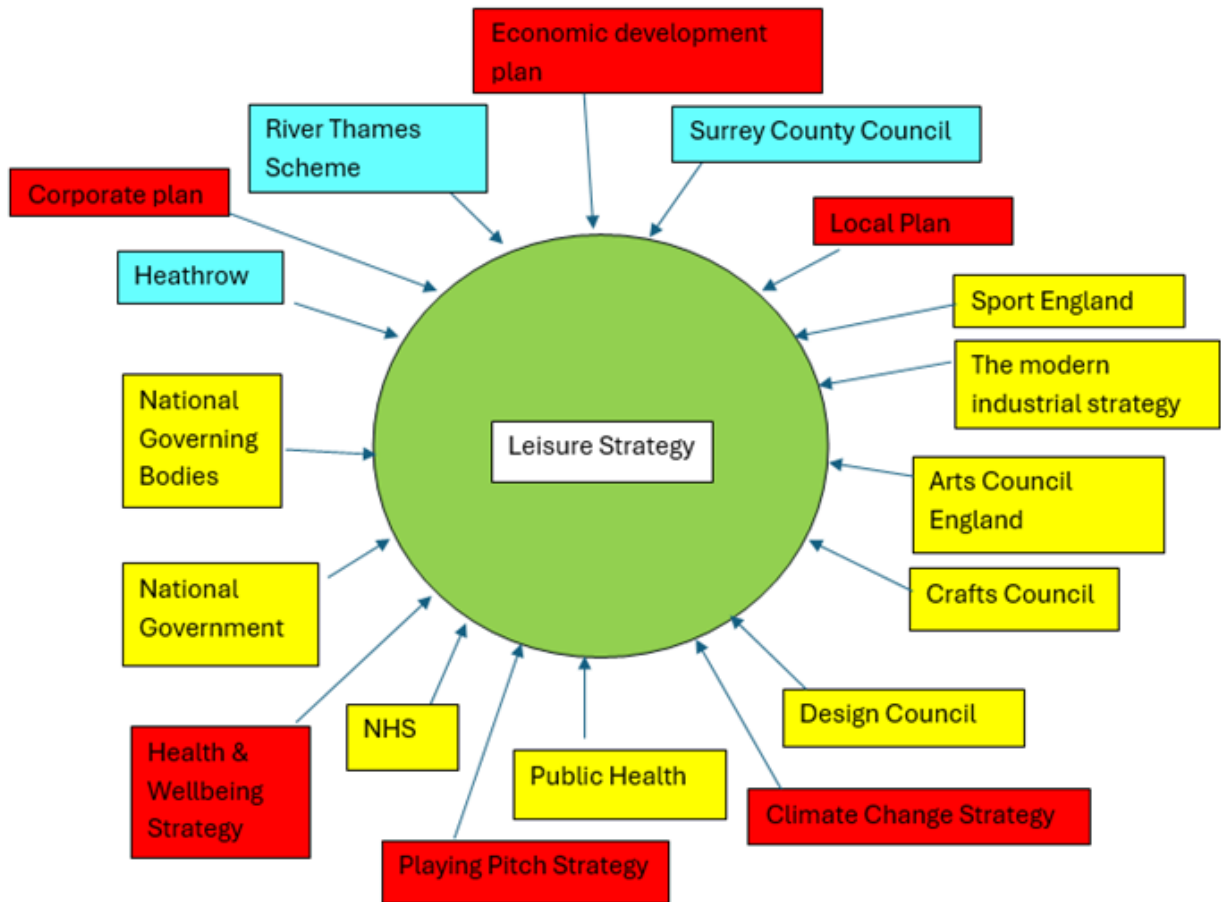 Economic development
plan
River Thames
Scheme
Surrey County Council
Corporate plan
Local Plan
Heathrow
Sport England
The modern
industrial strategy
National
Governing
Bodies
Leisure Strategy
Arts Council
England
National
Government
Crafts Council
NHS
Design Council
Health &
Wellbeing
Strategy
Public Health
Climate Change Strategy
Playing Pitch Strategy